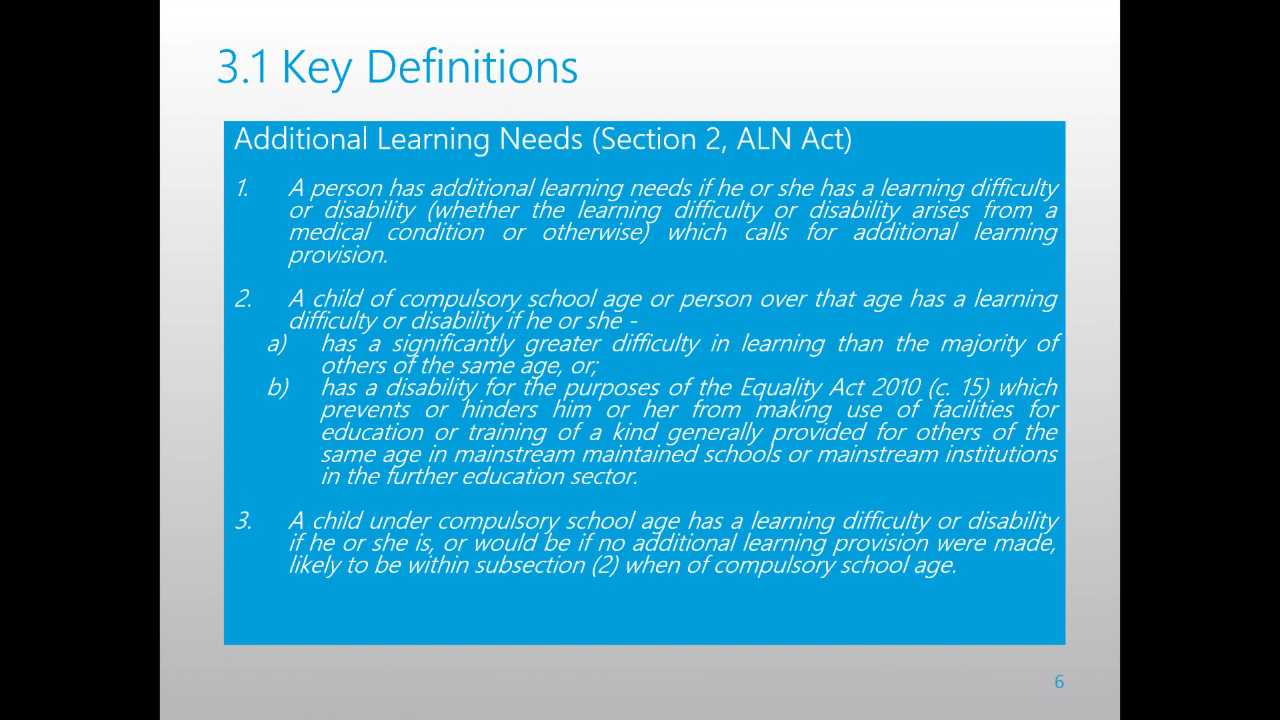 3.1 Key Definitions
Additional Learning Needs (Section 2, ALN Act)
1. A person has additional learning needs if he or she has a learning difficulty
or disability (whether the learning difficulty or disability arises from a
medical condition or otherwise) which calls for additional learning
provision.
2. A child of compulsory school age or person over that age has a learning
difficulty or disability if he or she -
a) has a significantly greater difficulty in learning than the majority of
others of the same age, or;
b) has a disability for the purposes of the Equality Act 2010 (c. 15) which
prevents or hinders him or her from making use of facilities for
education or training of a kind generally provided for others of the
same age in mainstream maintained schools or mainstream institutions
in the further education sector.
3. A child under compulsory school age has a learning difficulty or disability
if he or she is, or would be if no additional learning provision were made,
likely to be within subsection (2) when of compulsory school age.
6